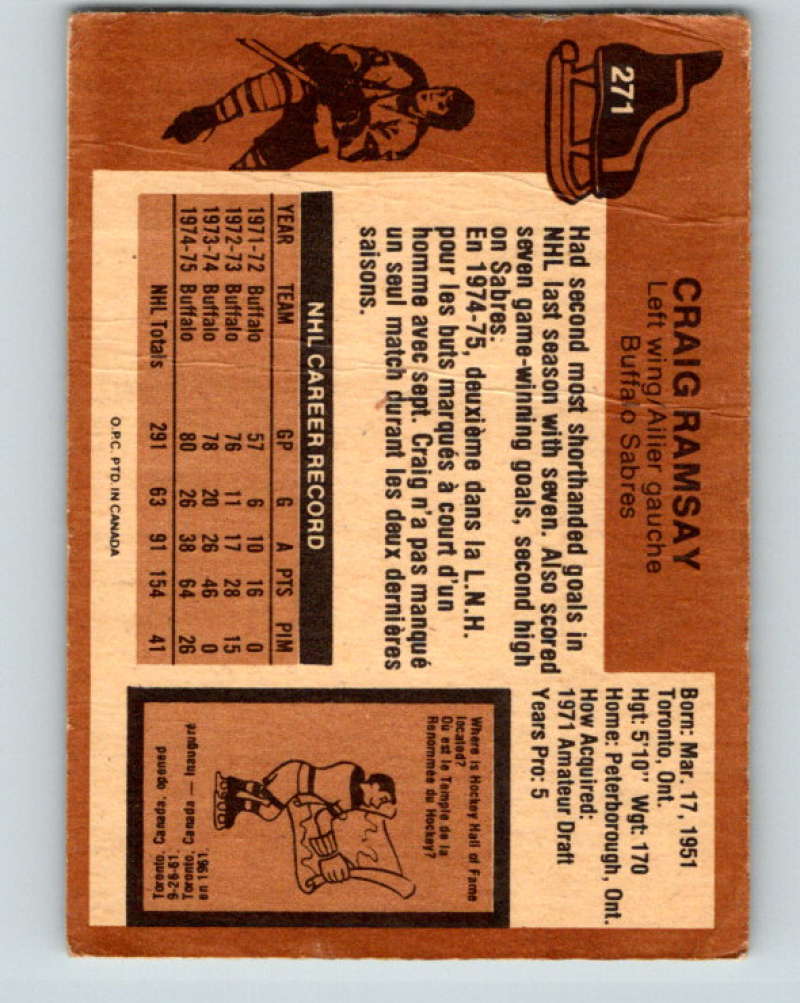 271
CRAIG RAMSAY
Left wing/Ailier gauche
Buffalo Sabres
Born: Mar. 17, 1951
Toronto, Ont.
Hgt: 5'10" Wgt: 170
Home: Peterborough, Ont.
How Acquired:
1971 Amateur Draft
Years Pro: 5
Had second most shorthanded goals in
NHL last season with seven. Also scored
seven game-winning goals, second high
on Sabres.
En 1974-75, deuxième dans la L.N.H.
pour les buts marqués à court d'un
homme avec sept. Craig n'a pas manqué
un seul match durant les deux dernières
saisons.
NHL CAREER RECORD
YEAR TEAM GP G A PTS PIM
1971-72 Buffalo 57 6 10 16 0
1972-73 Buffalo 76 11 17 28 15
1973-74 Buffalo 78 20 26 46 0
1974-75 Buffalo 80 26 38 64 26
NHL Totals 291 63 91 154 41
O.P.C. PTD. IN CANADA
Where is Hockey Hall of Fame
located?
Ou est le Temple de la
Renommée du Hockey?
Toronto, Canada, opened
9-26-61.
Toronto, Canada — inauguré
en 1961.